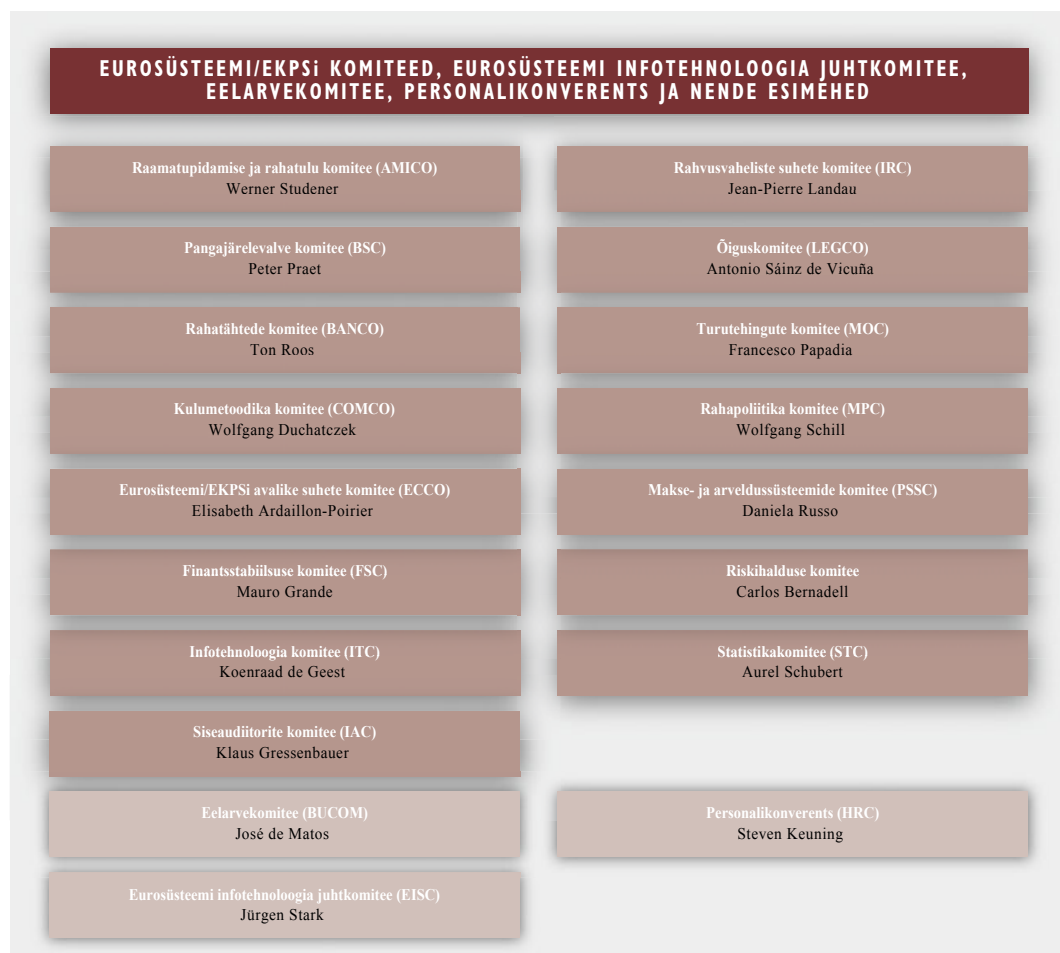 EUROSÜSTEEMI/EKPSi KOMITEED, EUROSÜSTEEMI INFOTEHNOLOOGIA JUHTKOMITEE,
EELARVEKOMITEE, PERSONALIKONVERENTS JA NENDE ESIMEHED
Raamatupidamise ja rahatulu komitee (AMICO)
Werner Studener
Pangajärelevalve komitee (BSC)
Peter Praet
Rahatähtede komitee (BANCO)
Ton Roos
Kulumetoodika komitee (COMCO)
Wolfgang Duchatczek
Eurosüsteemi/EKPSi avalike suhete komitee (ECCO)
Elisabeth Ardaillon-Poirier
Finantsstabiilsuse komitee (FSC)
Mauro Grande
Infotehnoloogia komitee (ITC)
Koenraad de Geest
Siseaudiitorite komitee (IAC)
Klaus Gressenbauer
Eelarvekomitee (BUCOM)
José de Matos
Eurosüsteemi infotehnoloogia juhtkomitee (EISC)
Jürgen Stark
Rahvusvaheliste suhete komitee (IRC)
Jean-Pierre Landau
Õiguskomitee (LEGCO)
Antonio Sáinz de Vicuña
Turutehingute komitee (MOC)
Francesco Papadia
Rahapoliitika komitee (MPC)
Wolfgang Schill
Makse- ja arveldussüsteemide komitee (PSSC)
Daniela Russo
Riskihalduse komitee
Carlos Bernadell
Statistikakomitee (STC)
Aurel Schubert
Personalikonverents (HRC)
Steven Keuning